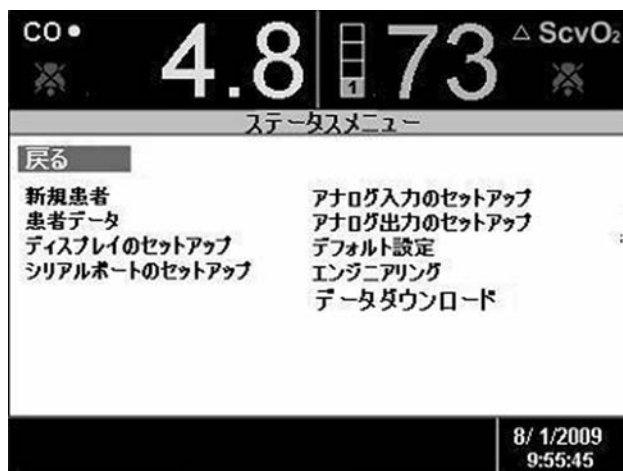 CO
4.8
1
73
△ ScvO₂
ステータスメニュー
戻る
新規患者
患者データ
ディスプレイのセットアップ
シリアルポートのセットアップ
アナログ入力のセットアップ
アナログ出力のセットアップ
デフォルト設定
エンジニアリング
データダウンロード
8/ 1/2009
9:55:45